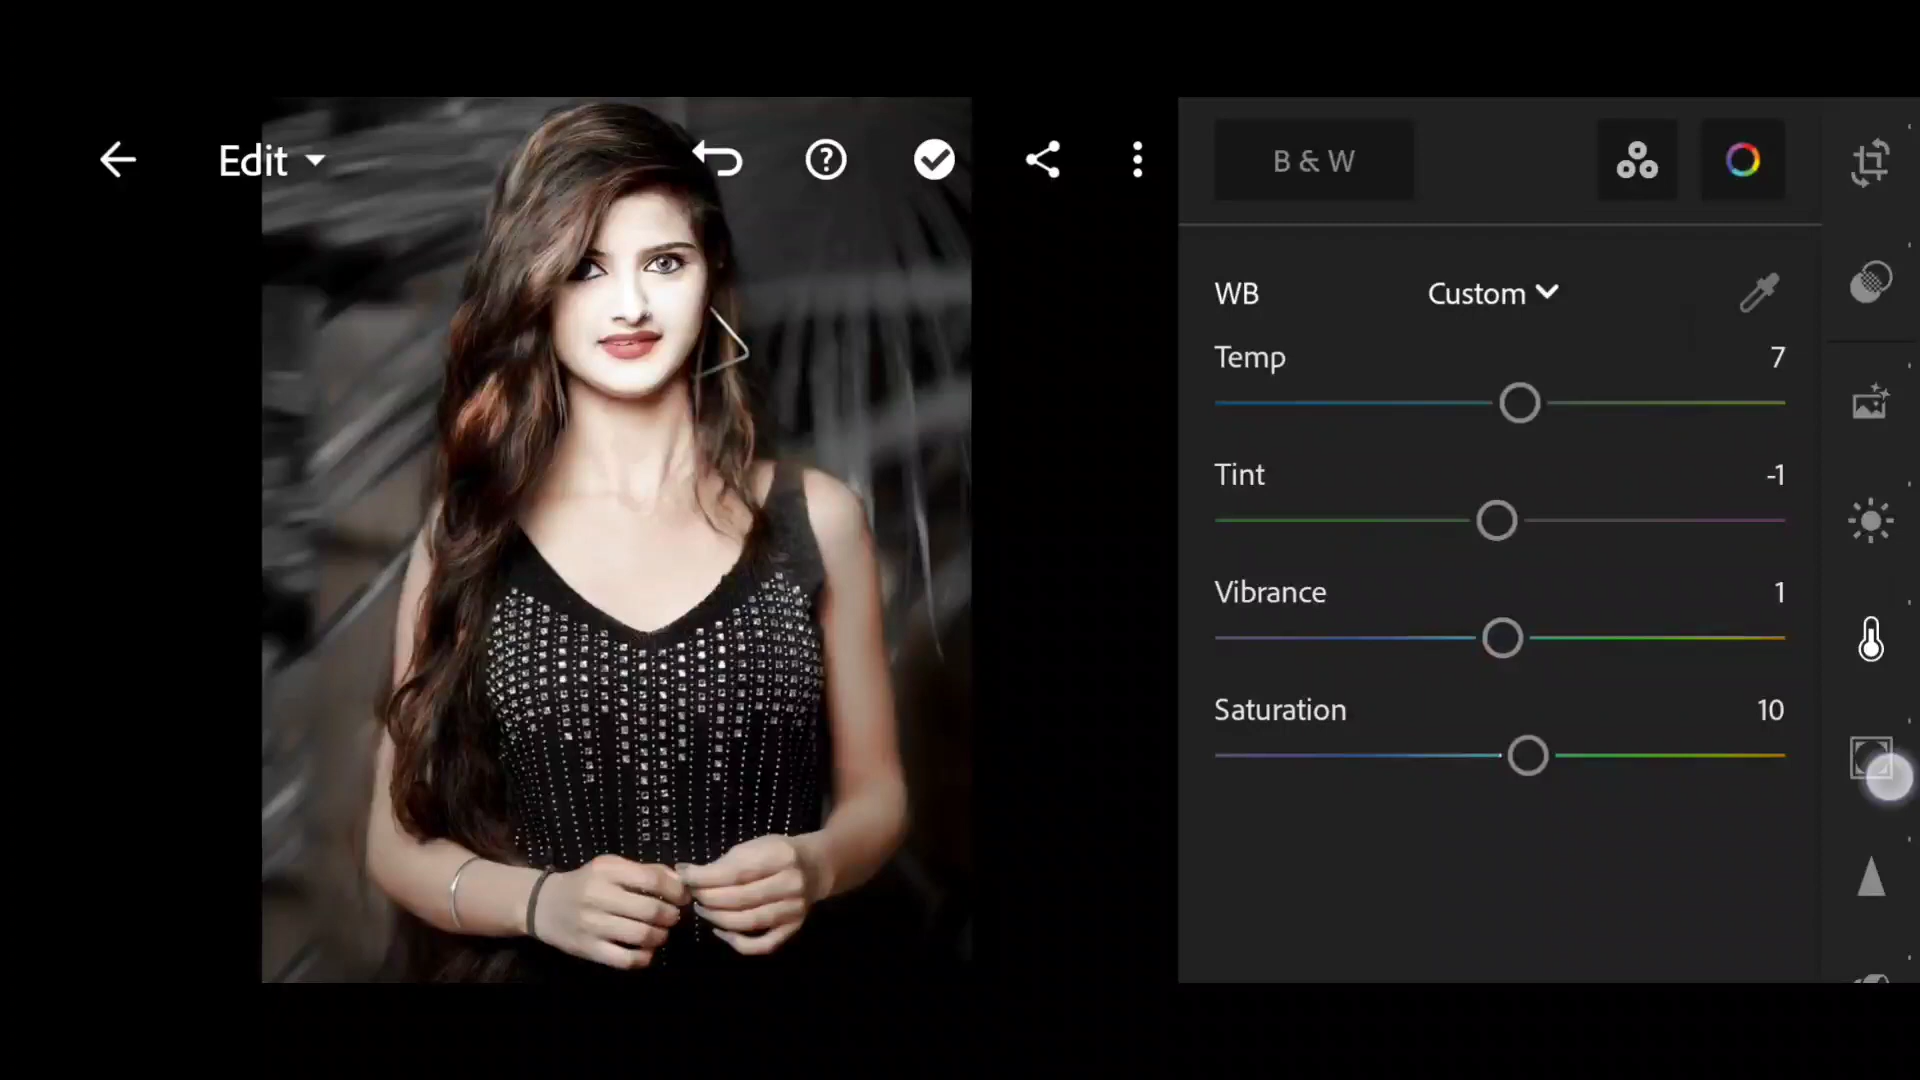 Edit
B & W
WB Custom
Temp 7
Tint -1
Vibrance 1
Saturation 10